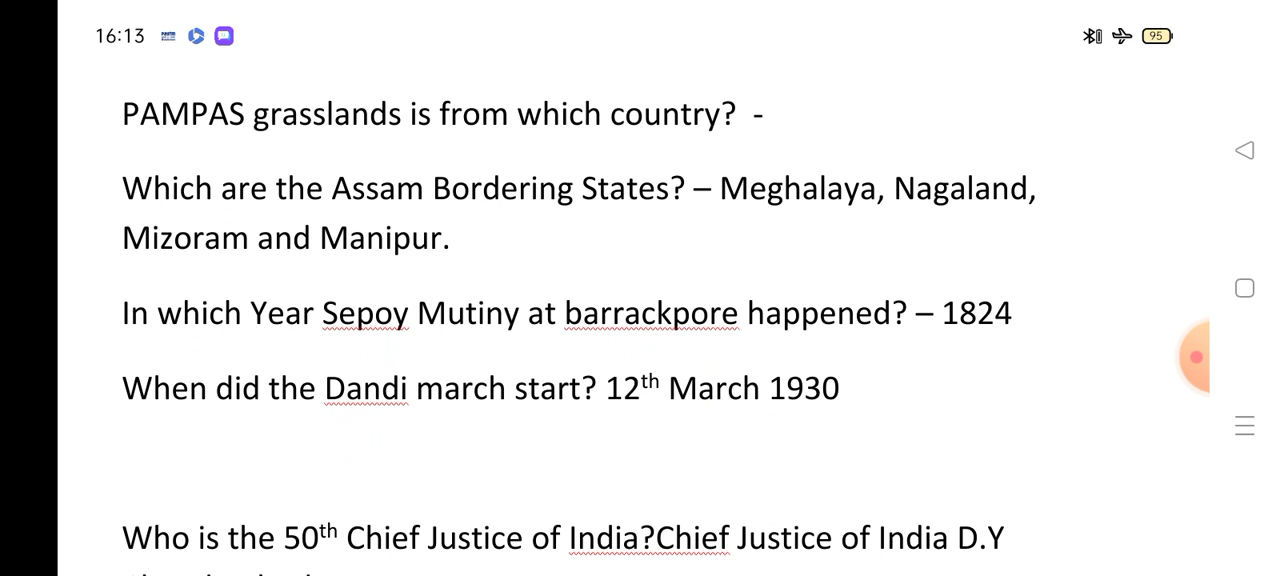 16:13
95
PAMPAS grasslands is from which country? -
Which are the Assam Bordering States? – Meghalaya, Nagaland,
Mizoram and Manipur.
In which Year Sepoy Mutiny at barrackpore happened? – 1824
When did the Dandi march start? 12th March 1930
Who is the 50th Chief Justice of India?Chief Justice of India D.Y